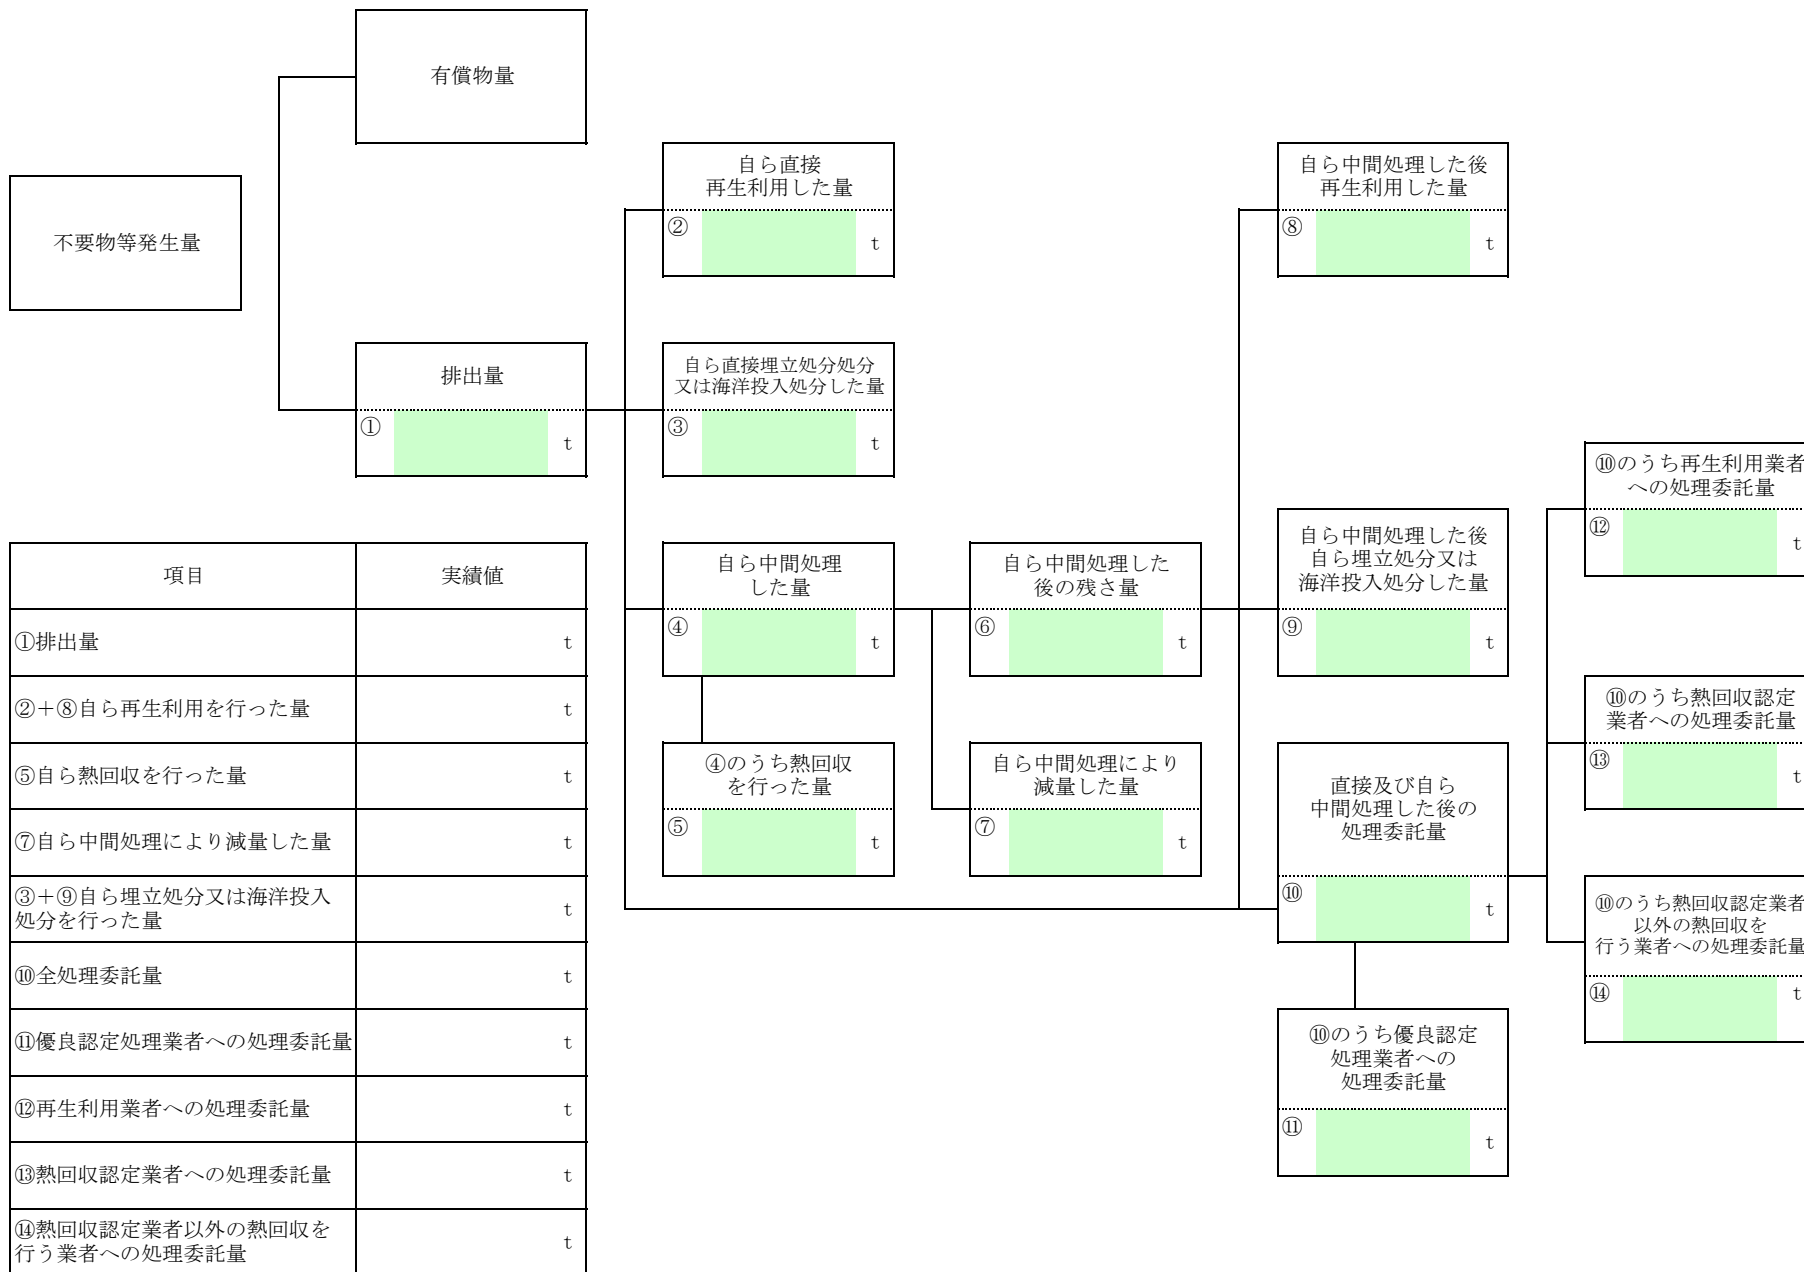 有償物量
不要物等発生量
排出量
①
t
自ら直接
再生利用した量
②
t
自ら直接埋立処分処分
又は海洋投入処分した量
③
t
自ら中間処理
した量
④
t
④のうち熱回収
を行った量
⑤
t
自ら中間処理した
後の残さ量
⑥
t
自ら中間処理により
減量した量
⑦
t
自ら中間処理した後
再生利用した量
⑧
t
自ら中間処理した後
自ら埋立処分又は
海洋投入処分した量
⑨
t
直接及び自ら
中間処理した後の
処理委託量
⑩
t
⑩のうち優良認定
処理業者への
処理委託量
⑪
t
⑩のうち再生利用業者
への処理委託量
⑫
t
⑩のうち熱回収認定
業者への処理委託量
⑬
t
⑩のうち熱回収認定業者
以外の熱回収を
行う業者への処理委託量
⑭
t
項目 実績値
①排出量 t
②+⑧自ら再生利用を行った量 t
⑤自ら熱回収を行った量 t
⑦自ら中間処理により減量した量 t
③+⑨自ら埋立処分又は海洋投入
処分を行った量 t
⑩全処理委託量 t
⑪優良認定処理業者への処理委託量 t
⑫再生利用業者への処理委託量 t
⑬熱回収認定業者への処理委託量 t
⑭熱回収認定業者以外の熱回収を
行う業者への処理委託量 t